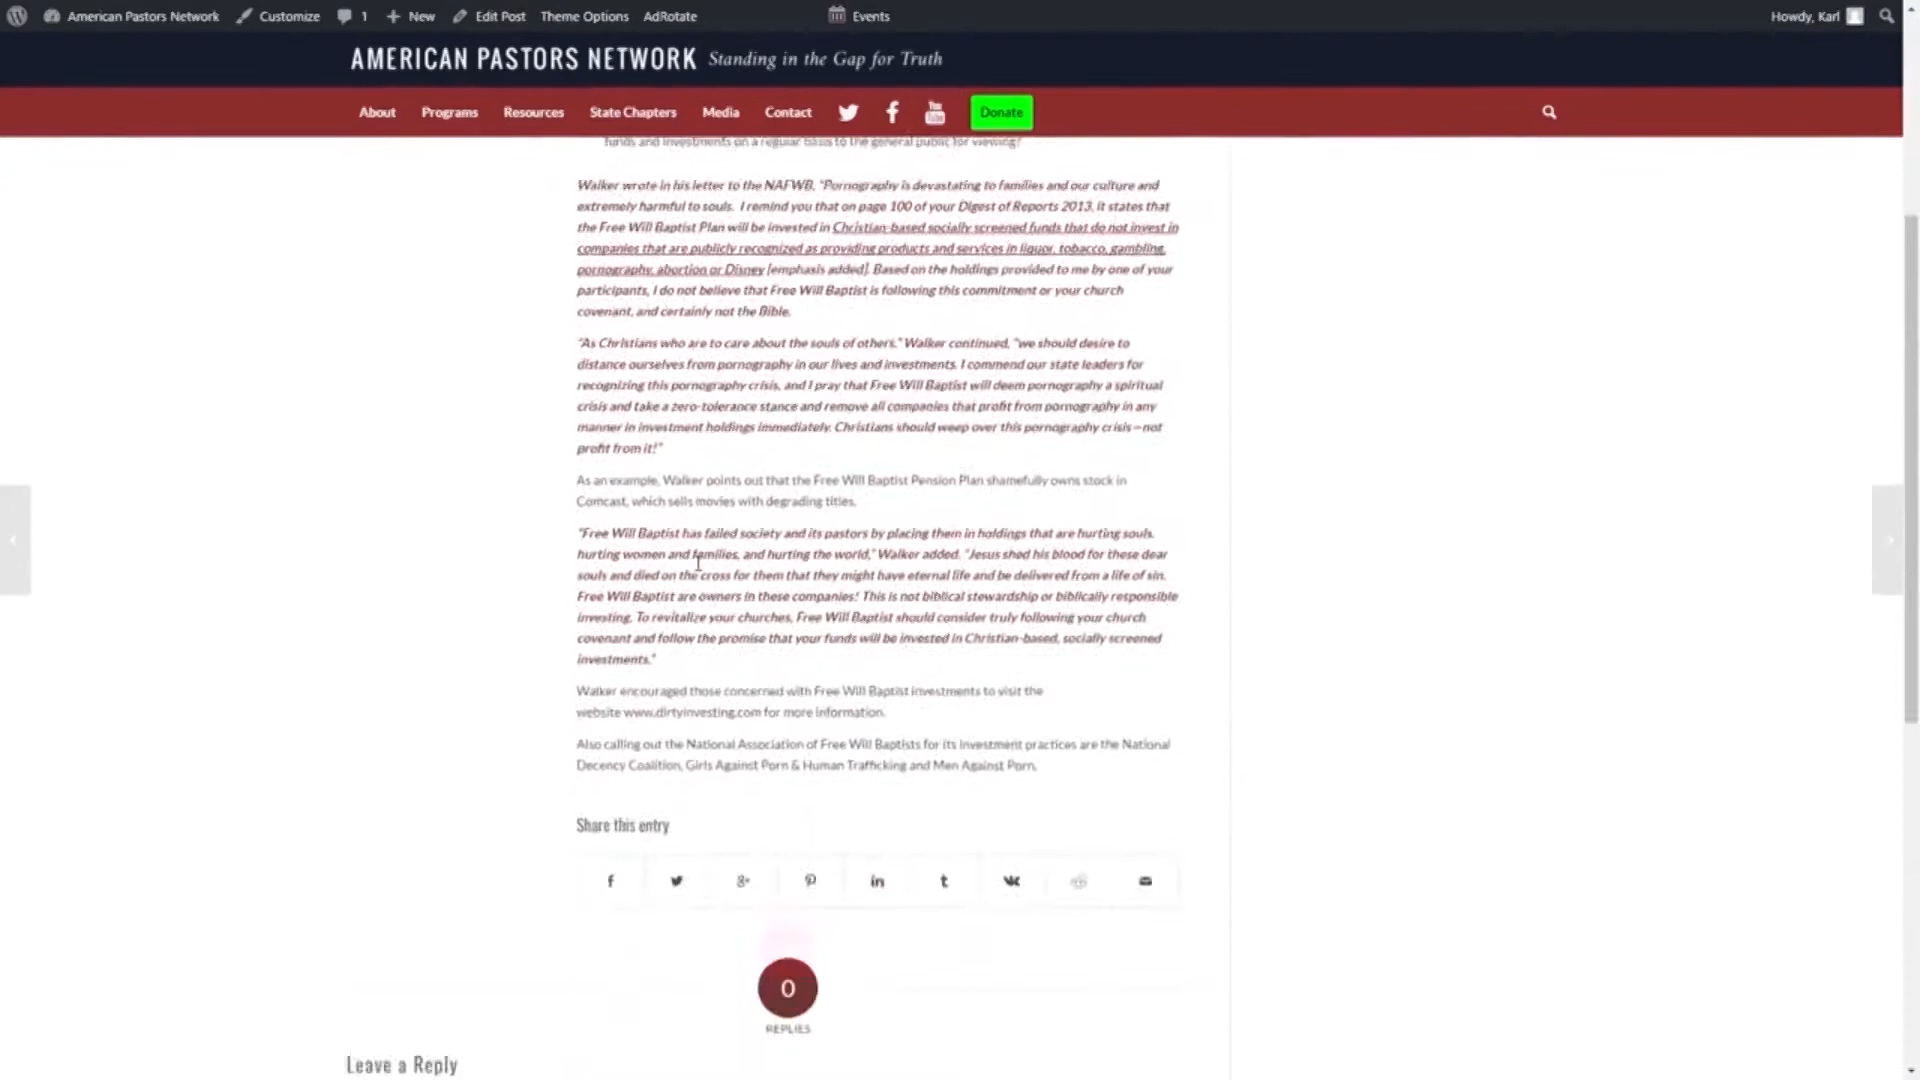 American Pastors Network Customize 1 New Edit Post Theme Options AdRotate Events Howdy, Karl
AMERICAN PASTORS NETWORK Standing in the Gap for Truth
About Programs Resources State Chapters Media Contact You Tube Donate
funds and investments on a regular basis to the general public for viewing?
Walker wrote in his letter to the NAFWB, “Pornography is devastating to families and our culture and
extremely harmful to souls. I remind you that on page 100 of your Digest of Reports 2013, it states that
the Free Will Baptist Plan will be invested in Christian-based socially screened funds that do not invest in
companies that are publicly recognized as providing products and services in liquor, tobacco, gambling,
pornography, abortion or Disney [emphasis added]. Based on the holdings provided to me by one of your
participants, I do not believe that Free Will Baptist is following this commitment or your church
covenant, and certainly not the Bible.
“As Christians who are to care about the souls of others,” Walker continued, “we should desire to
distance ourselves from pornography in our lives and investments. I commend our state leaders for
recognizing this pornography crisis, and I pray that Free Will Baptist will deem pornography a spiritual
crisis and take a zero-tolerance stance and remove all companies that profit from pornography in any
manner in investment holdings immediately. Christians should weep over this pornography crisis—not
profit from it!”
As an example, Walker points out that the Free Will Baptist Pension Plan shamefully owns stock in
Comcast, which sells movies with degrading titles.
“Free Will Baptist has failed society and its pastors by placing them in holdings that are hurting souls,
hurting women and families, and hurting the world,” Walker added. “Jesus shed his blood for these dear
souls and died on the cross for them that they might have eternal life and be delivered from a life of sin.
Free Will Baptist are owners in these companies! This is not biblical stewardship or biblically responsible
investing. To revitalize your churches, Free Will Baptist should consider truly following your church
covenant and follow the promise that your funds will be invested in Christian-based, socially screened
investments.”
Walker encouraged those concerned with Free Will Baptist investments to visit the
website www.dirtyinvesting.com for more information.
Also calling out the National Association of Free Will Baptists for its investment practices are the National
Decency Coalition, Girls Against Porn & Human Trafficking and Men Against Porn.
Share this entry
0
REPLIES
Leave a Reply